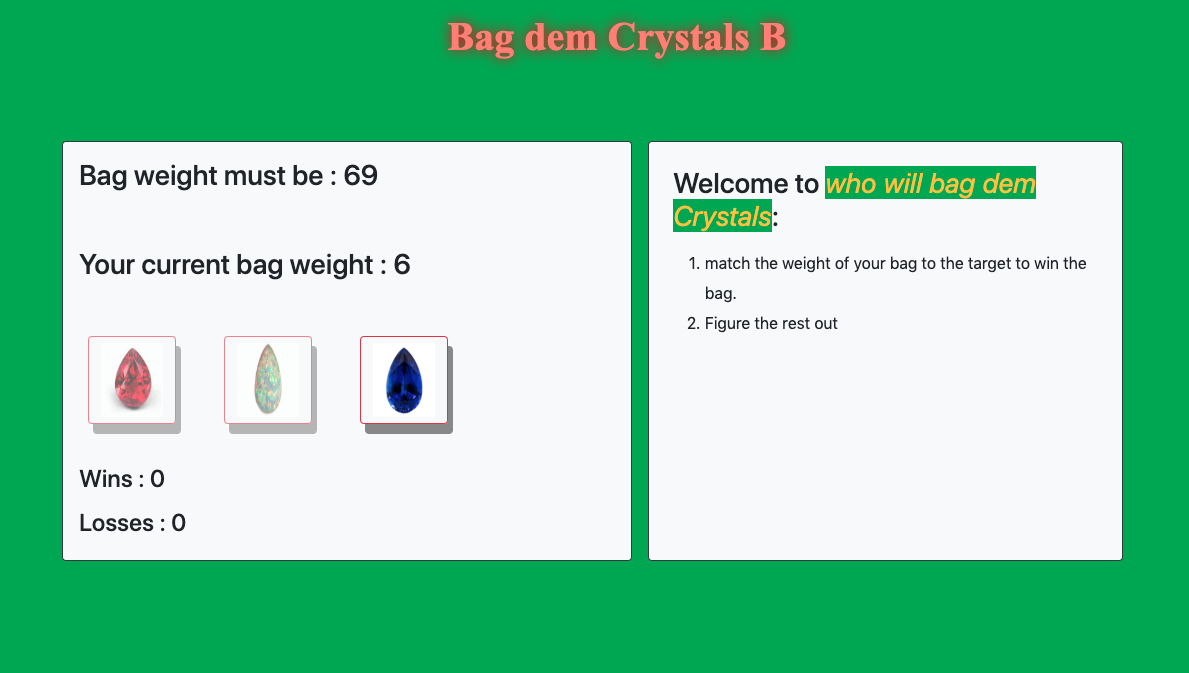 Bag dem Crystals B
Bag weight must be : 69
Your current bag weight : 6
Wins : 0
Losses : 0
Welcome to who will bag dem
Crystals:
1. match the weight of your bag to the target to win the
bag.
2. Figure the rest out